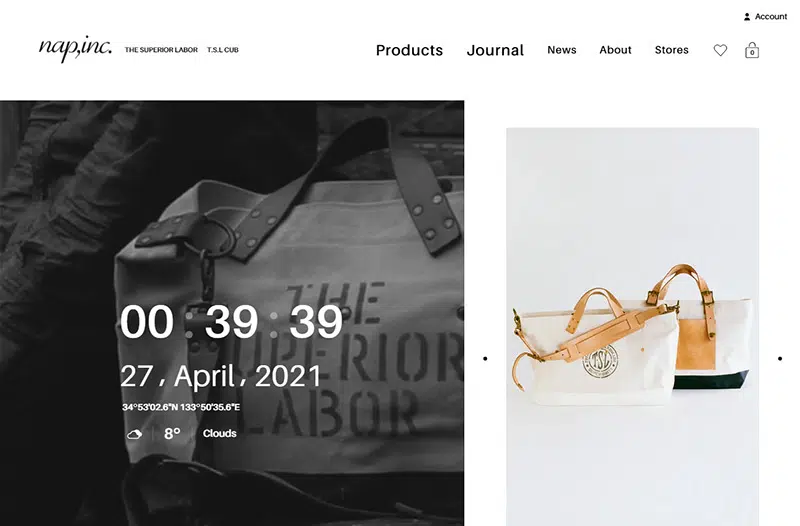 Account
nap,inc.
THE SUPERIOR LABOR T.S.L CUB
Products Journal News About Stores
0
THE
SUPERIOR
LABOR
00 : 39 : 39
27 , April , 2021
34°53'02.6"N 133°50'35.6"E
8° Clouds
TSL